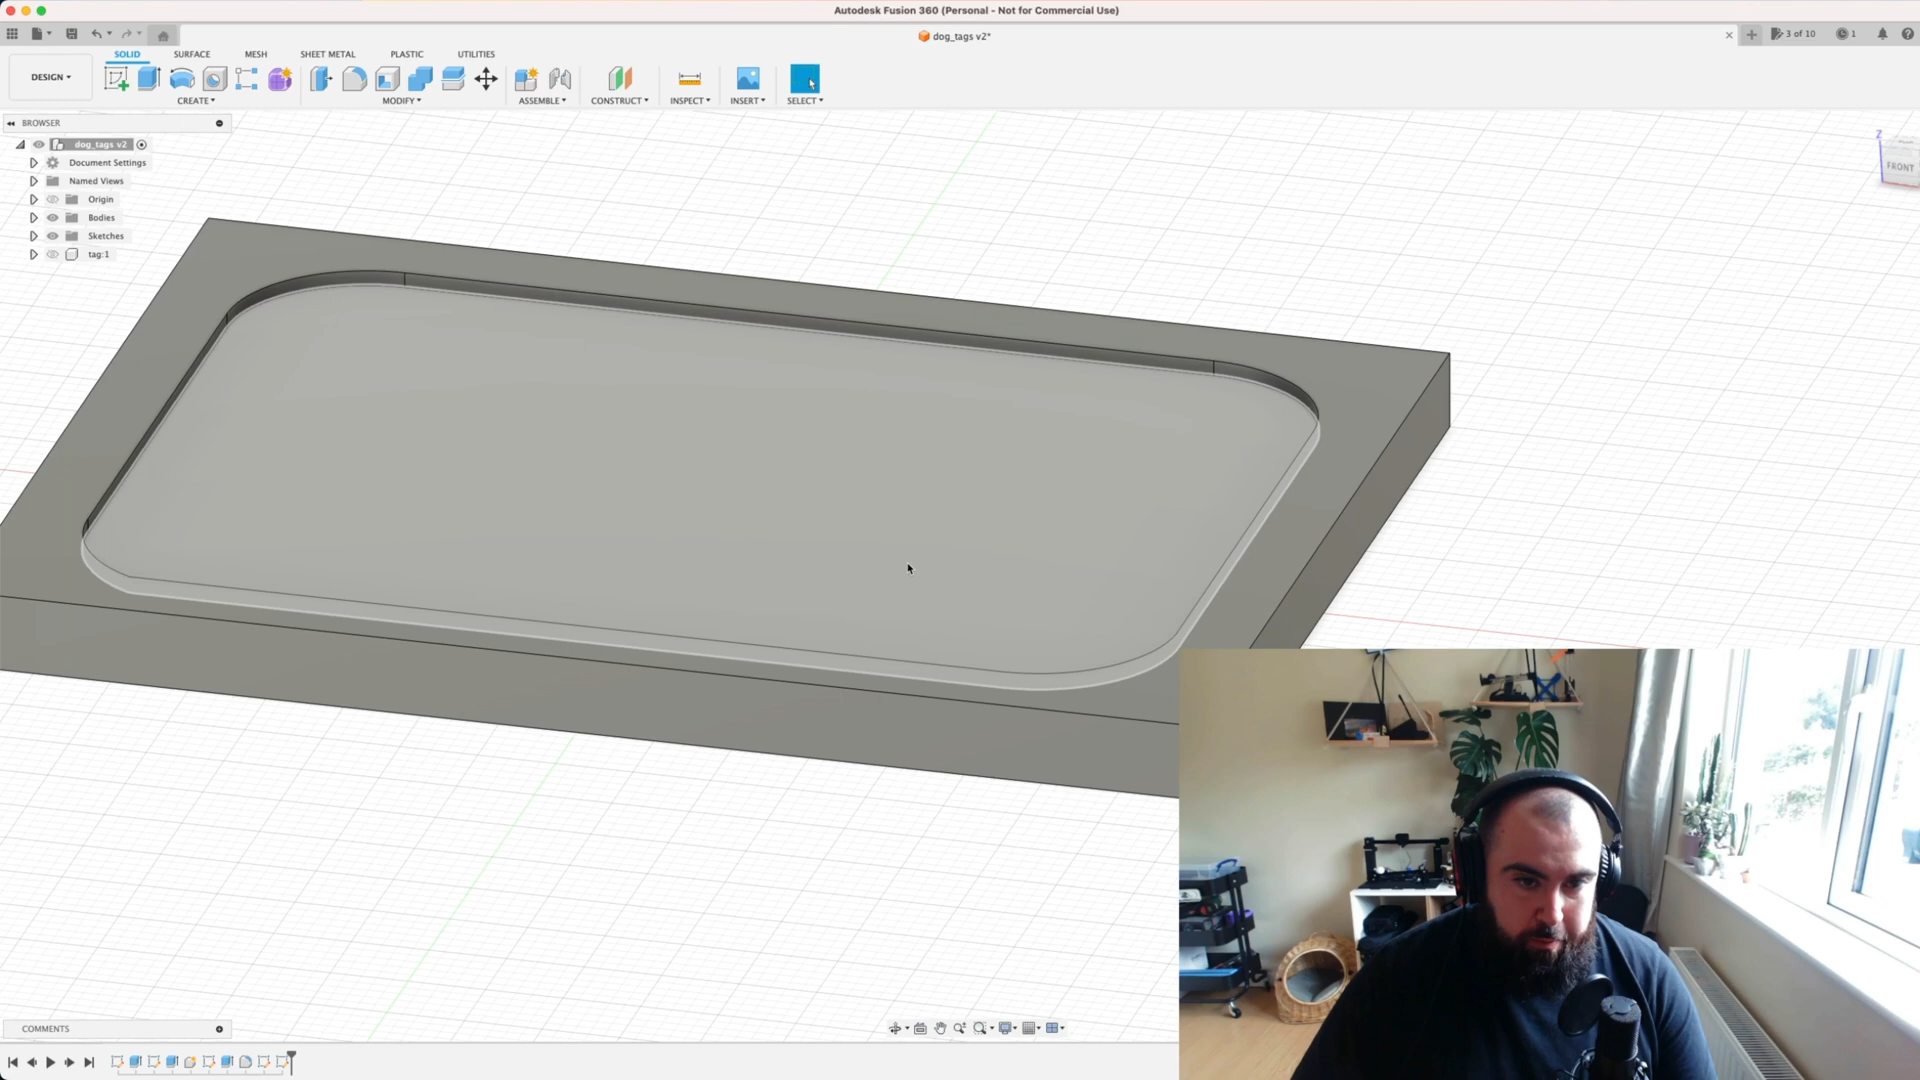 Autodesk Fusion 360 (Personal - Not for Commercial Use)
dog_tags v2*
3 of 10
1
SOLID SURFACE MESH SHEET METAL PLASTIC UTILITIES
DESIGN
CREATE MODIFY ASSEMBLE CONSTRUCT INSPECT INSERT SELECT
BROWSER
dog_tags v2
Document Settings
Named Views
Origin
Bodies
Sketches
tag:1
Z
FRONT
COMMENTS